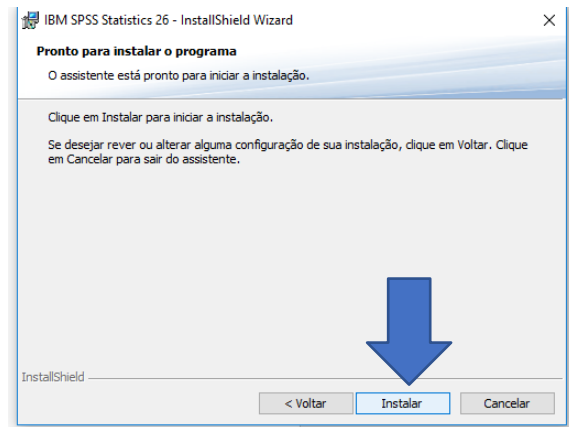 IBM SPSS Statistics 26 - InstallShield Wizard
Pronto para instalar o programa
O assistente está pronto para iniciar a instalação.
Clique em Instalar para iniciar a instalação.
Se desejar rever ou alterar alguma configuração de sua instalação, clique em Voltar. Clique
em Cancelar para sair do assistente.
InstallShield
< Voltar Instalar Cancelar